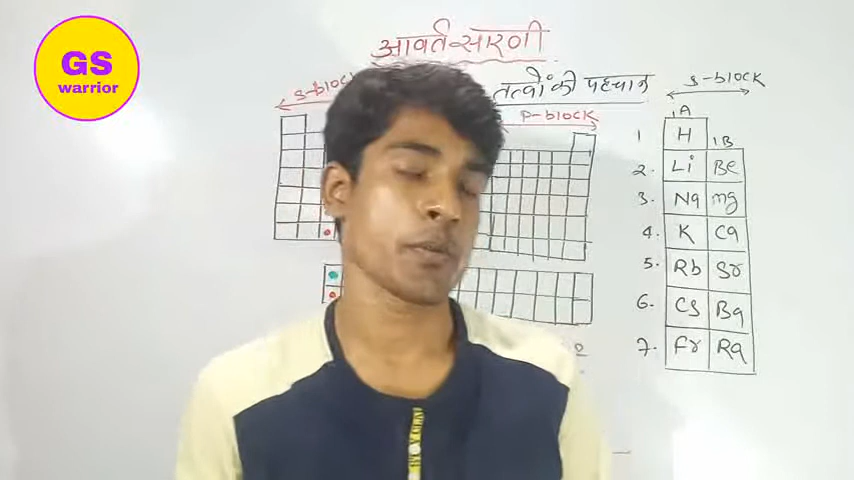 GS
warrior
आवर्त सारणी
तत्वों की पहचान
s-block
P-block
s-block
1A
1 H 1B
2. Li Be
3. Na mg
4. K Ca
5. Rb Sr
6. Cs Ba
7. Fr Ra